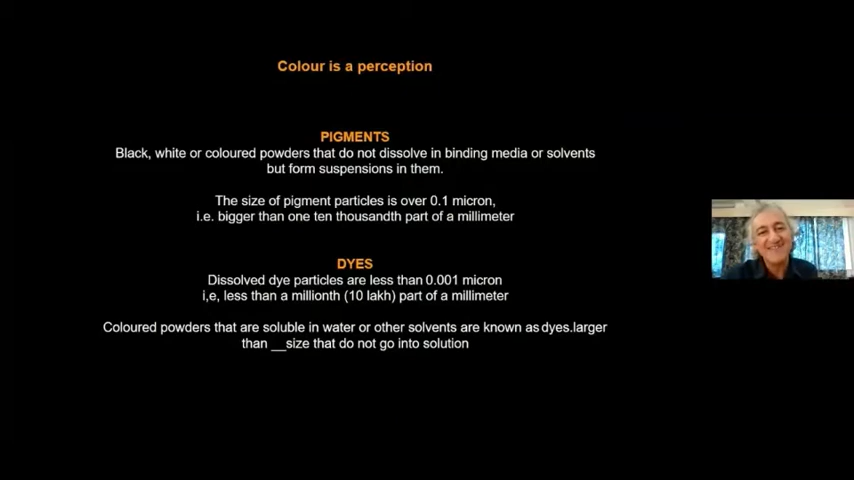 Colour is a perception
PIGMENTS
Black, white or coloured powders that do not dissolve in binding media or solvents
but form suspensions in them.
The size of pigment particles is over 0.1 micron,
i.e. bigger than one ten thousandth part of a millimeter
DYES
Dissolved dye particles are less than 0.001 micron
i,e, less than a millionth (10 lakh) part of a millimeter
Coloured powders that are soluble in water or other solvents are known as dyes.larger
than __size that do not go into solution